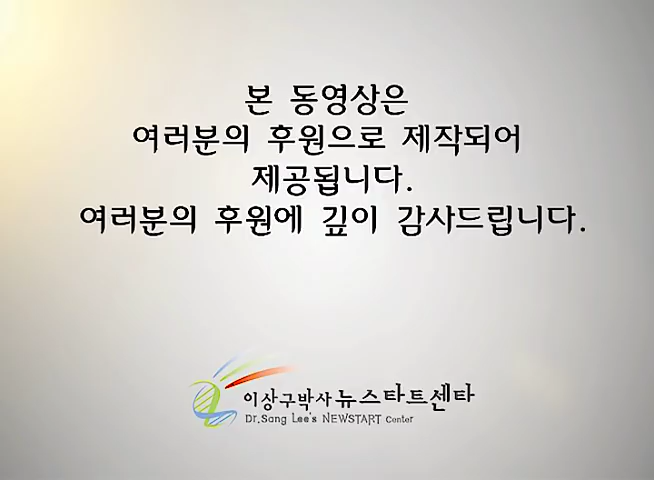 본 동영상은
여러분의 후원으로 제작되어
제공됩니다.
여러분의 후원에 깊이 감사드립니다.
이상구박사 뉴스타트센타
Dr.Sang Lee's NEWSTART Center